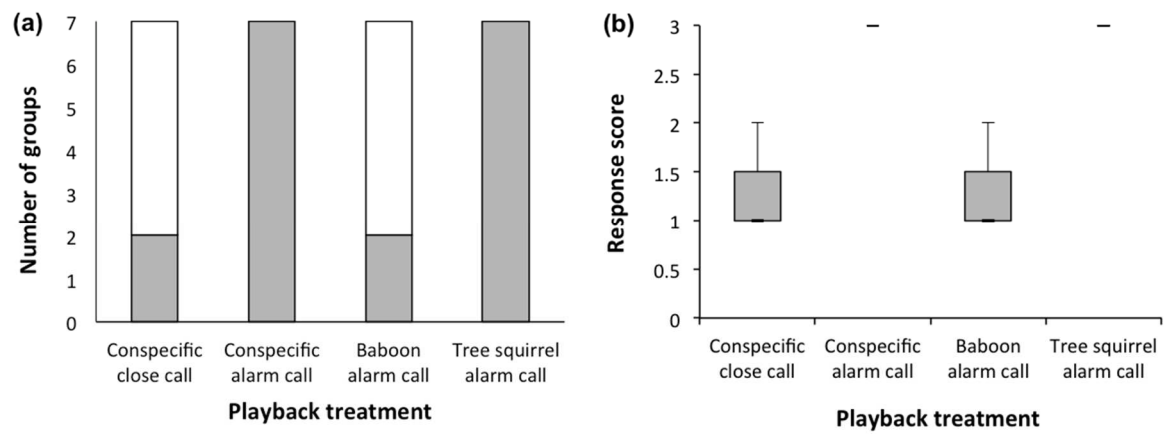 (a)
Number of groups
7
6
5
4
3
2
1
0
Conspecific
close call
Conspecific
alarm call
Baboon
alarm call
Tree squirrel
alarm call
Playback treatment
(b)
Response score
3
2.5
2
1.5
1
0.5
0
Conspecific
close call
Conspecific
alarm call
Baboon
alarm call
Tree squirrel
alarm call
Playback treatment